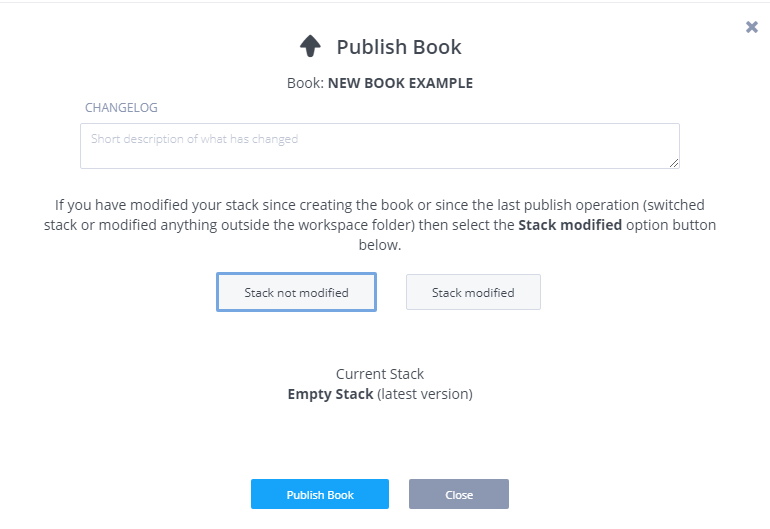 Publish Book
Book: NEW BOOK EXAMPLE
CHANGELOG
Short description of what has changed
If you have modified your stack since creating the book or since the last publish operation (switched
stack or modified anything outside the workspace folder) then select the Stack modified option button
below.
Stack not modified
Stack modified
Current Stack
Empty Stack (latest version)
Publish Book
Close